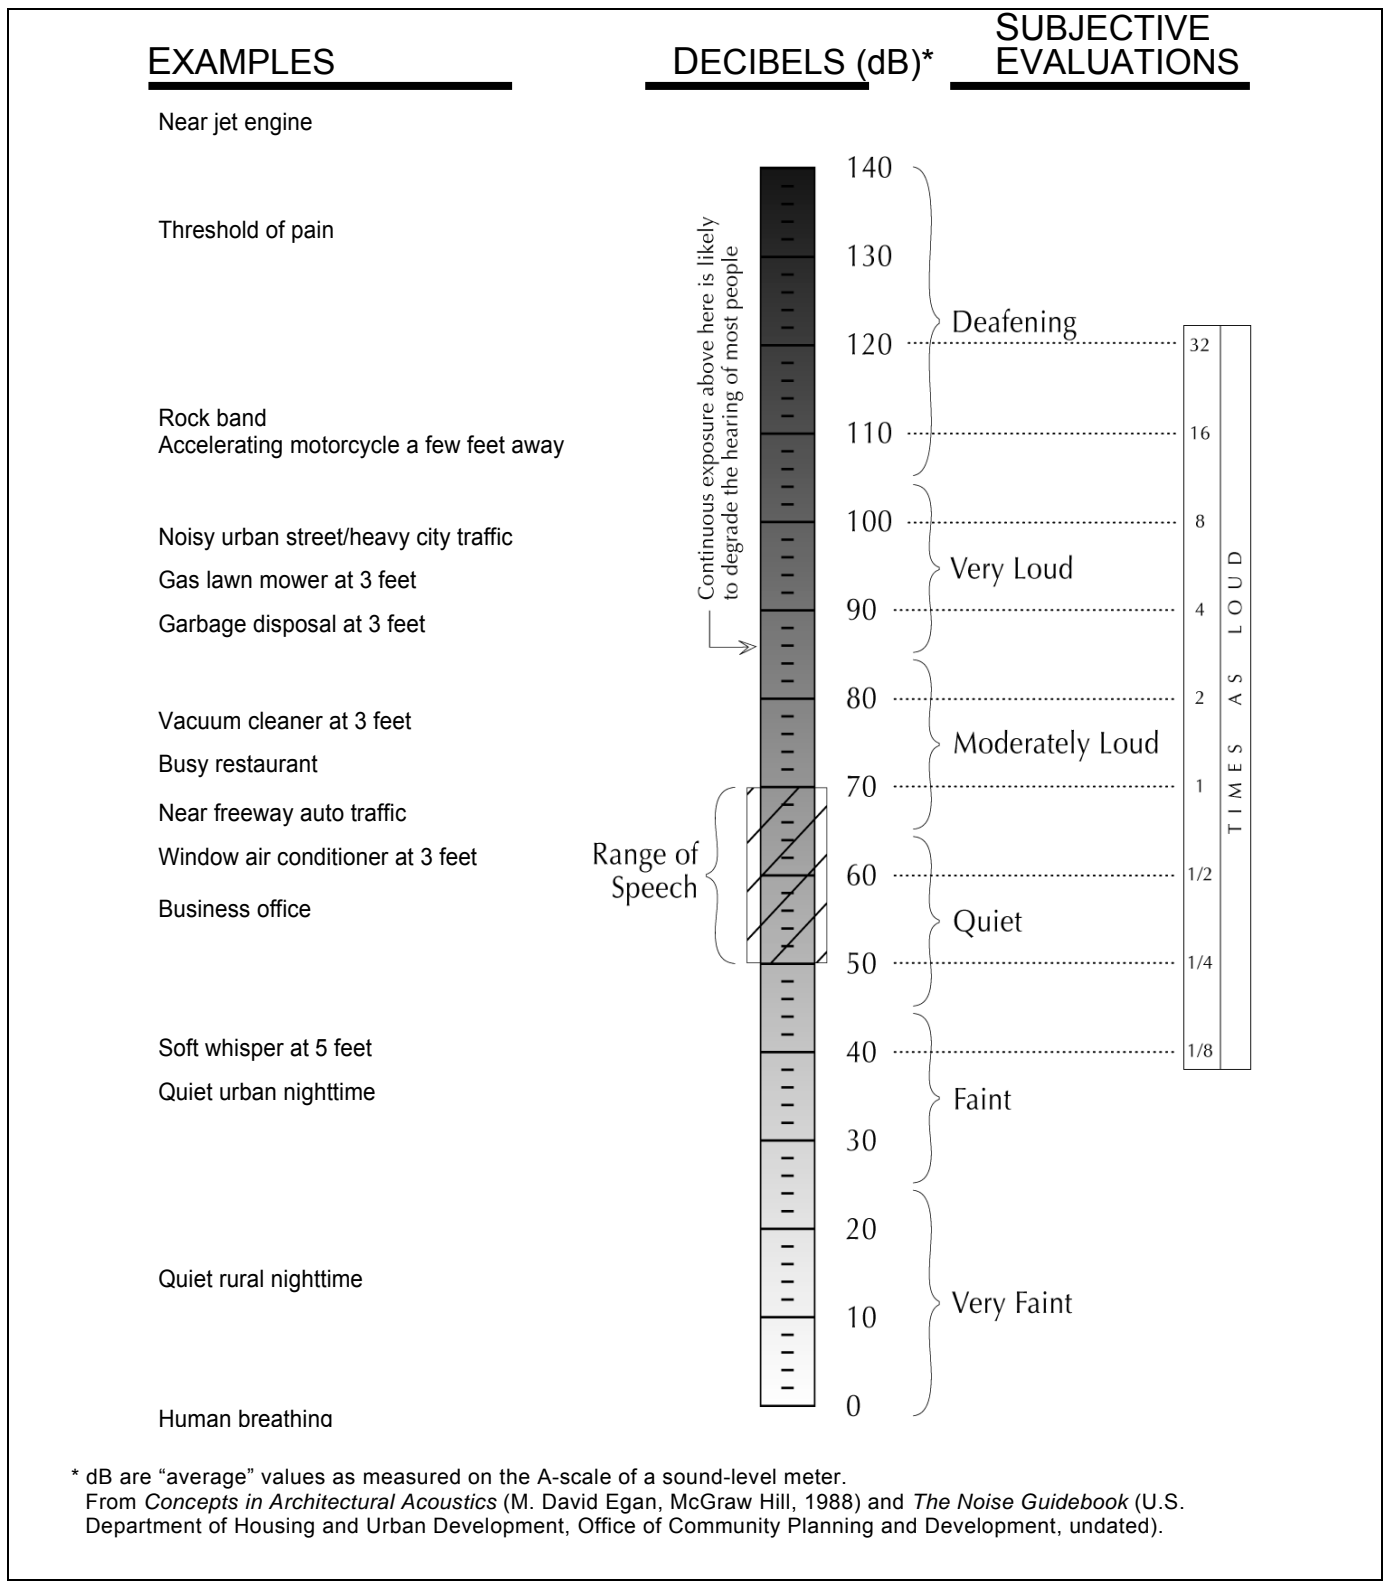 EXAMPLES
DECIBELS (dB)*
SUBJECTIVE
EVALUATIONS
Near jet engine
Threshold of pain
Rock band
Accelerating motorcycle a few feet away
Noisy urban street/heavy city traffic
Gas lawn mower at 3 feet
Garbage disposal at 3 feet
Vacuum cleaner at 3 feet
Busy restaurant
Near freeway auto traffic
Window air conditioner at 3 feet
Business office
Soft whisper at 5 feet
Quiet urban nighttime
Quiet rural nighttime
Human breathing
Continuous exposure above here is likely
to degrade the hearing of most people
Range of
Speech
140
130
120
110
100
90
80
70
60
50
40
30
20
10
0
Deafening
Very Loud
Moderately Loud
Quiet
Faint
Very Faint
32
16
8
4
2
1
1/2
1/4
1/8
TIMES AS LOUD
* dB are “average” values as measured on the A-scale of a sound-level meter.
From Concepts in Architectural Acoustics (M. David Egan, McGraw Hill, 1988) and The Noise Guidebook (U.S.
Department of Housing and Urban Development, Office of Community Planning and Development, undated).